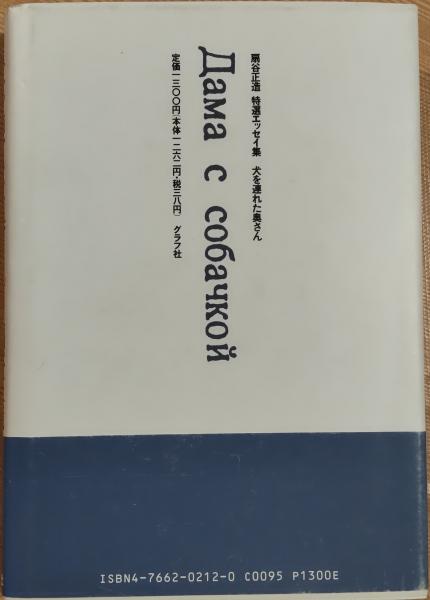 扇谷正造 特選エッセイ集 犬を連れた奥さん
Дама с собачкой
定価一三〇〇円(本体一二六二円・税三八円) グラフ社
ISBN4-7662-0212-0 C0095 P1300E